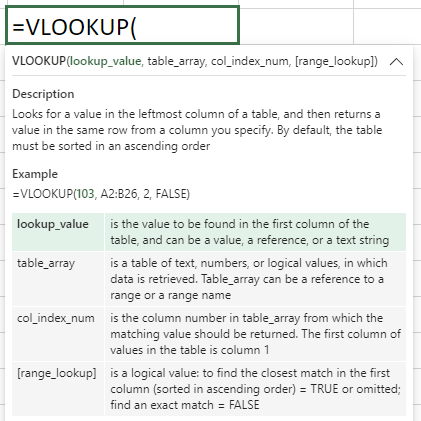 =VLOOKUP(
VLOOKUP(lookup_value, table_array, col_index_num, [range_lookup])
Description
Looks for a value in the leftmost column of a table, and then returns a
value in the same row from a column you specify. By default, the table
must be sorted in an ascending order
Example
=VLOOKUP(103, A2:B26, 2, FALSE)
lookup_value is the value to be found in the first column of the
table, and can be a value, a reference, or a text string
table_array is a table of text, numbers, or logical values, in which
data is retrieved. Table_array can be a reference to a
range or a range name
col_index_num is the column number in table_array from which the
matching value should be returned. The first column of
values in the table is column 1
[range_lookup] is a logical value: to find the closest match in the first
column (sorted in ascending order) = TRUE or omitted;
find an exact match = FALSE